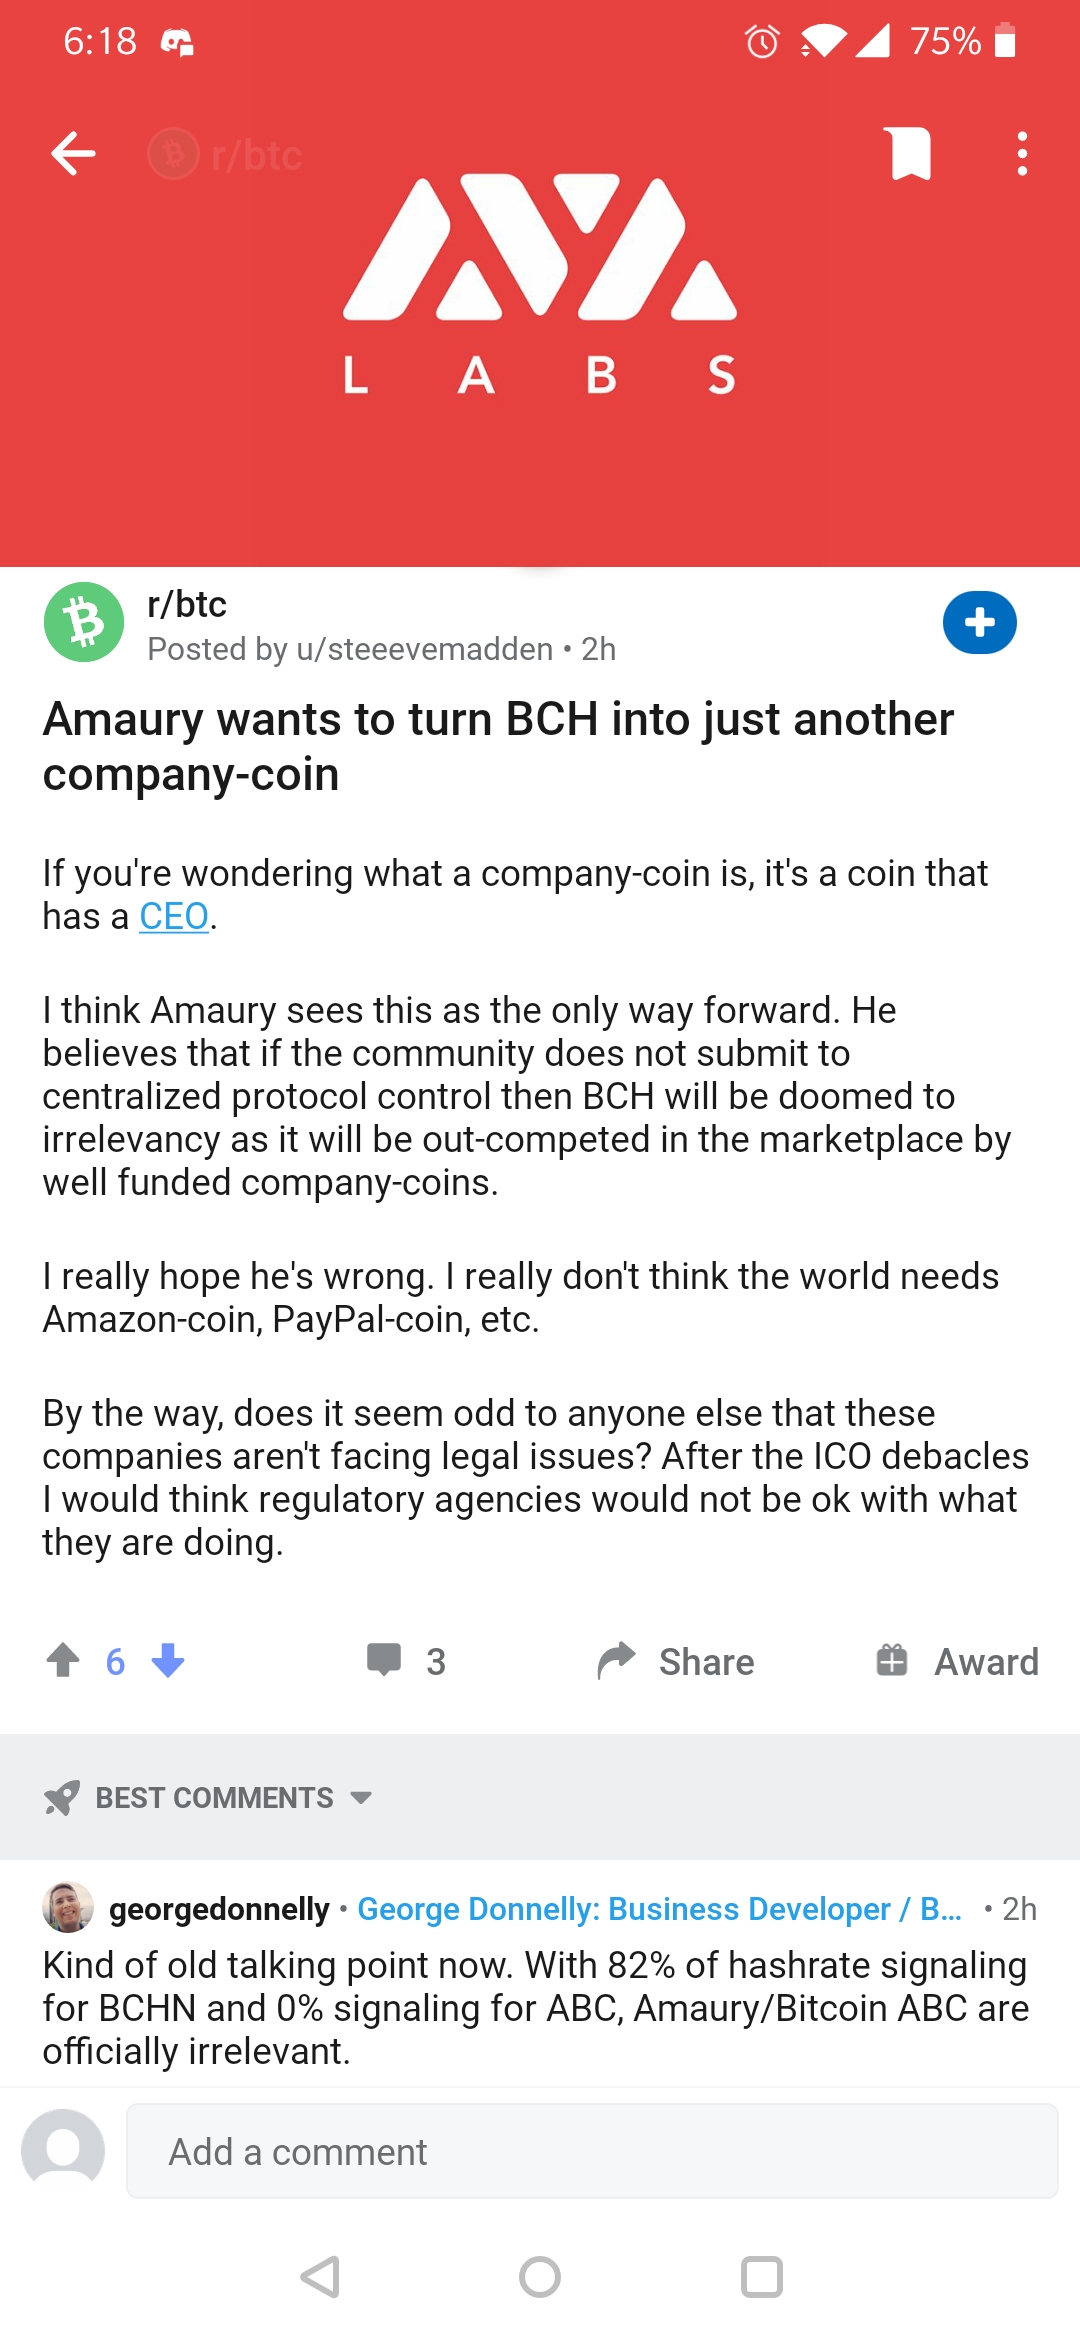 6:18
75%
r/btc
AVA
L A B S
r/btc
Posted by u/steeevemadden • 2h
Amaury wants to turn BCH into just another
company-coin
If you're wondering what a company-coin is, it's a coin that
has a CEO.
I think Amaury sees this as the only way forward. He
believes that if the community does not submit to
centralized protocol control then BCH will be doomed to
irrelevancy as it will be out-competed in the marketplace by
well funded company-coins.
I really hope he's wrong. I really don't think the world needs
Amazon-coin, PayPal-coin, etc.
By the way, does it seem odd to anyone else that these
companies aren't facing legal issues? After the ICO debacles
I would think regulatory agencies would not be ok with what
they are doing.
6 3 Share Award
BEST COMMENTS
georgedonnelly • George Donnelly: Business Developer / B... • 2h
Kind of old talking point now. With 82% of hashrate signaling
for BCHN and 0% signaling for ABC, Amaury/Bitcoin ABC are
officially irrelevant.
Add a comment